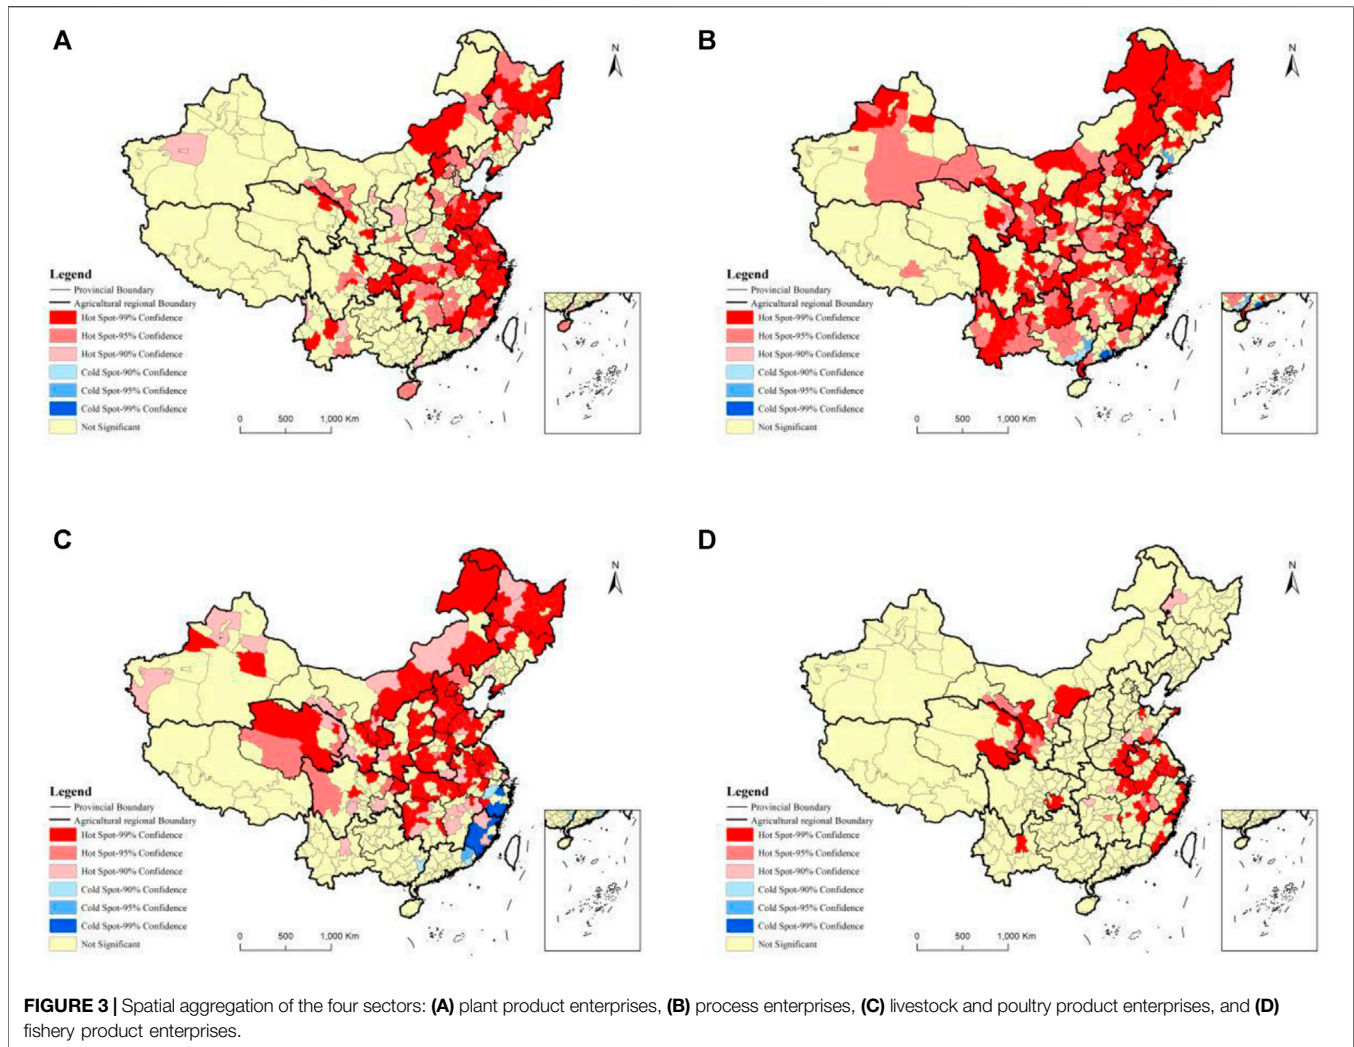 A
N
Legend
Provincial Boundary
Agricultural regional Boundary
Hot Spot-99% Confidence
Hot Spot-95% Confidence
Hot Spot-90% Confidence
Cold Spot-90% Confidence
Cold Spot-95% Confidence
Cold Spot-99% Confidence
Not Significant
0 500 1,000 Km
B
N
Legend
Provincial Boundary
Agricultural regional Boundary
Hot Spot-99% Confidence
Hot Spot-95% Confidence
Hot Spot-90% Confidence
Cold Spot-90% Confidence
Cold Spot-95% Confidence
Cold Spot-99% Confidence
Not Significant
0 500 1,000 Km
C
N
Legend
Provincial Boundary
Agricultural regional Boundary
Hot Spot-99% Confidence
Hot Spot-95% Confidence
Hot Spot-90% Confidence
Cold Spot-90% Confidence
Cold Spot-95% Confidence
Cold Spot-99% Confidence
Not Significant
0 500 1,000 Km
D
N
Legend
Provincial Boundary
Agricultural regional Boundary
Hot Spot-99% Confidence
Hot Spot-95% Confidence
Hot Spot-90% Confidence
Cold Spot-90% Confidence
Cold Spot-95% Confidence
Cold Spot-99% Confidence
Not Significant
0 500 1,000 Km
FIGURE 3 | Spatial aggregation of the four sectors: (A) plant product enterprises, (B) process enterprises, (C) livestock and poultry product enterprises, and (D)
fishery product enterprises.